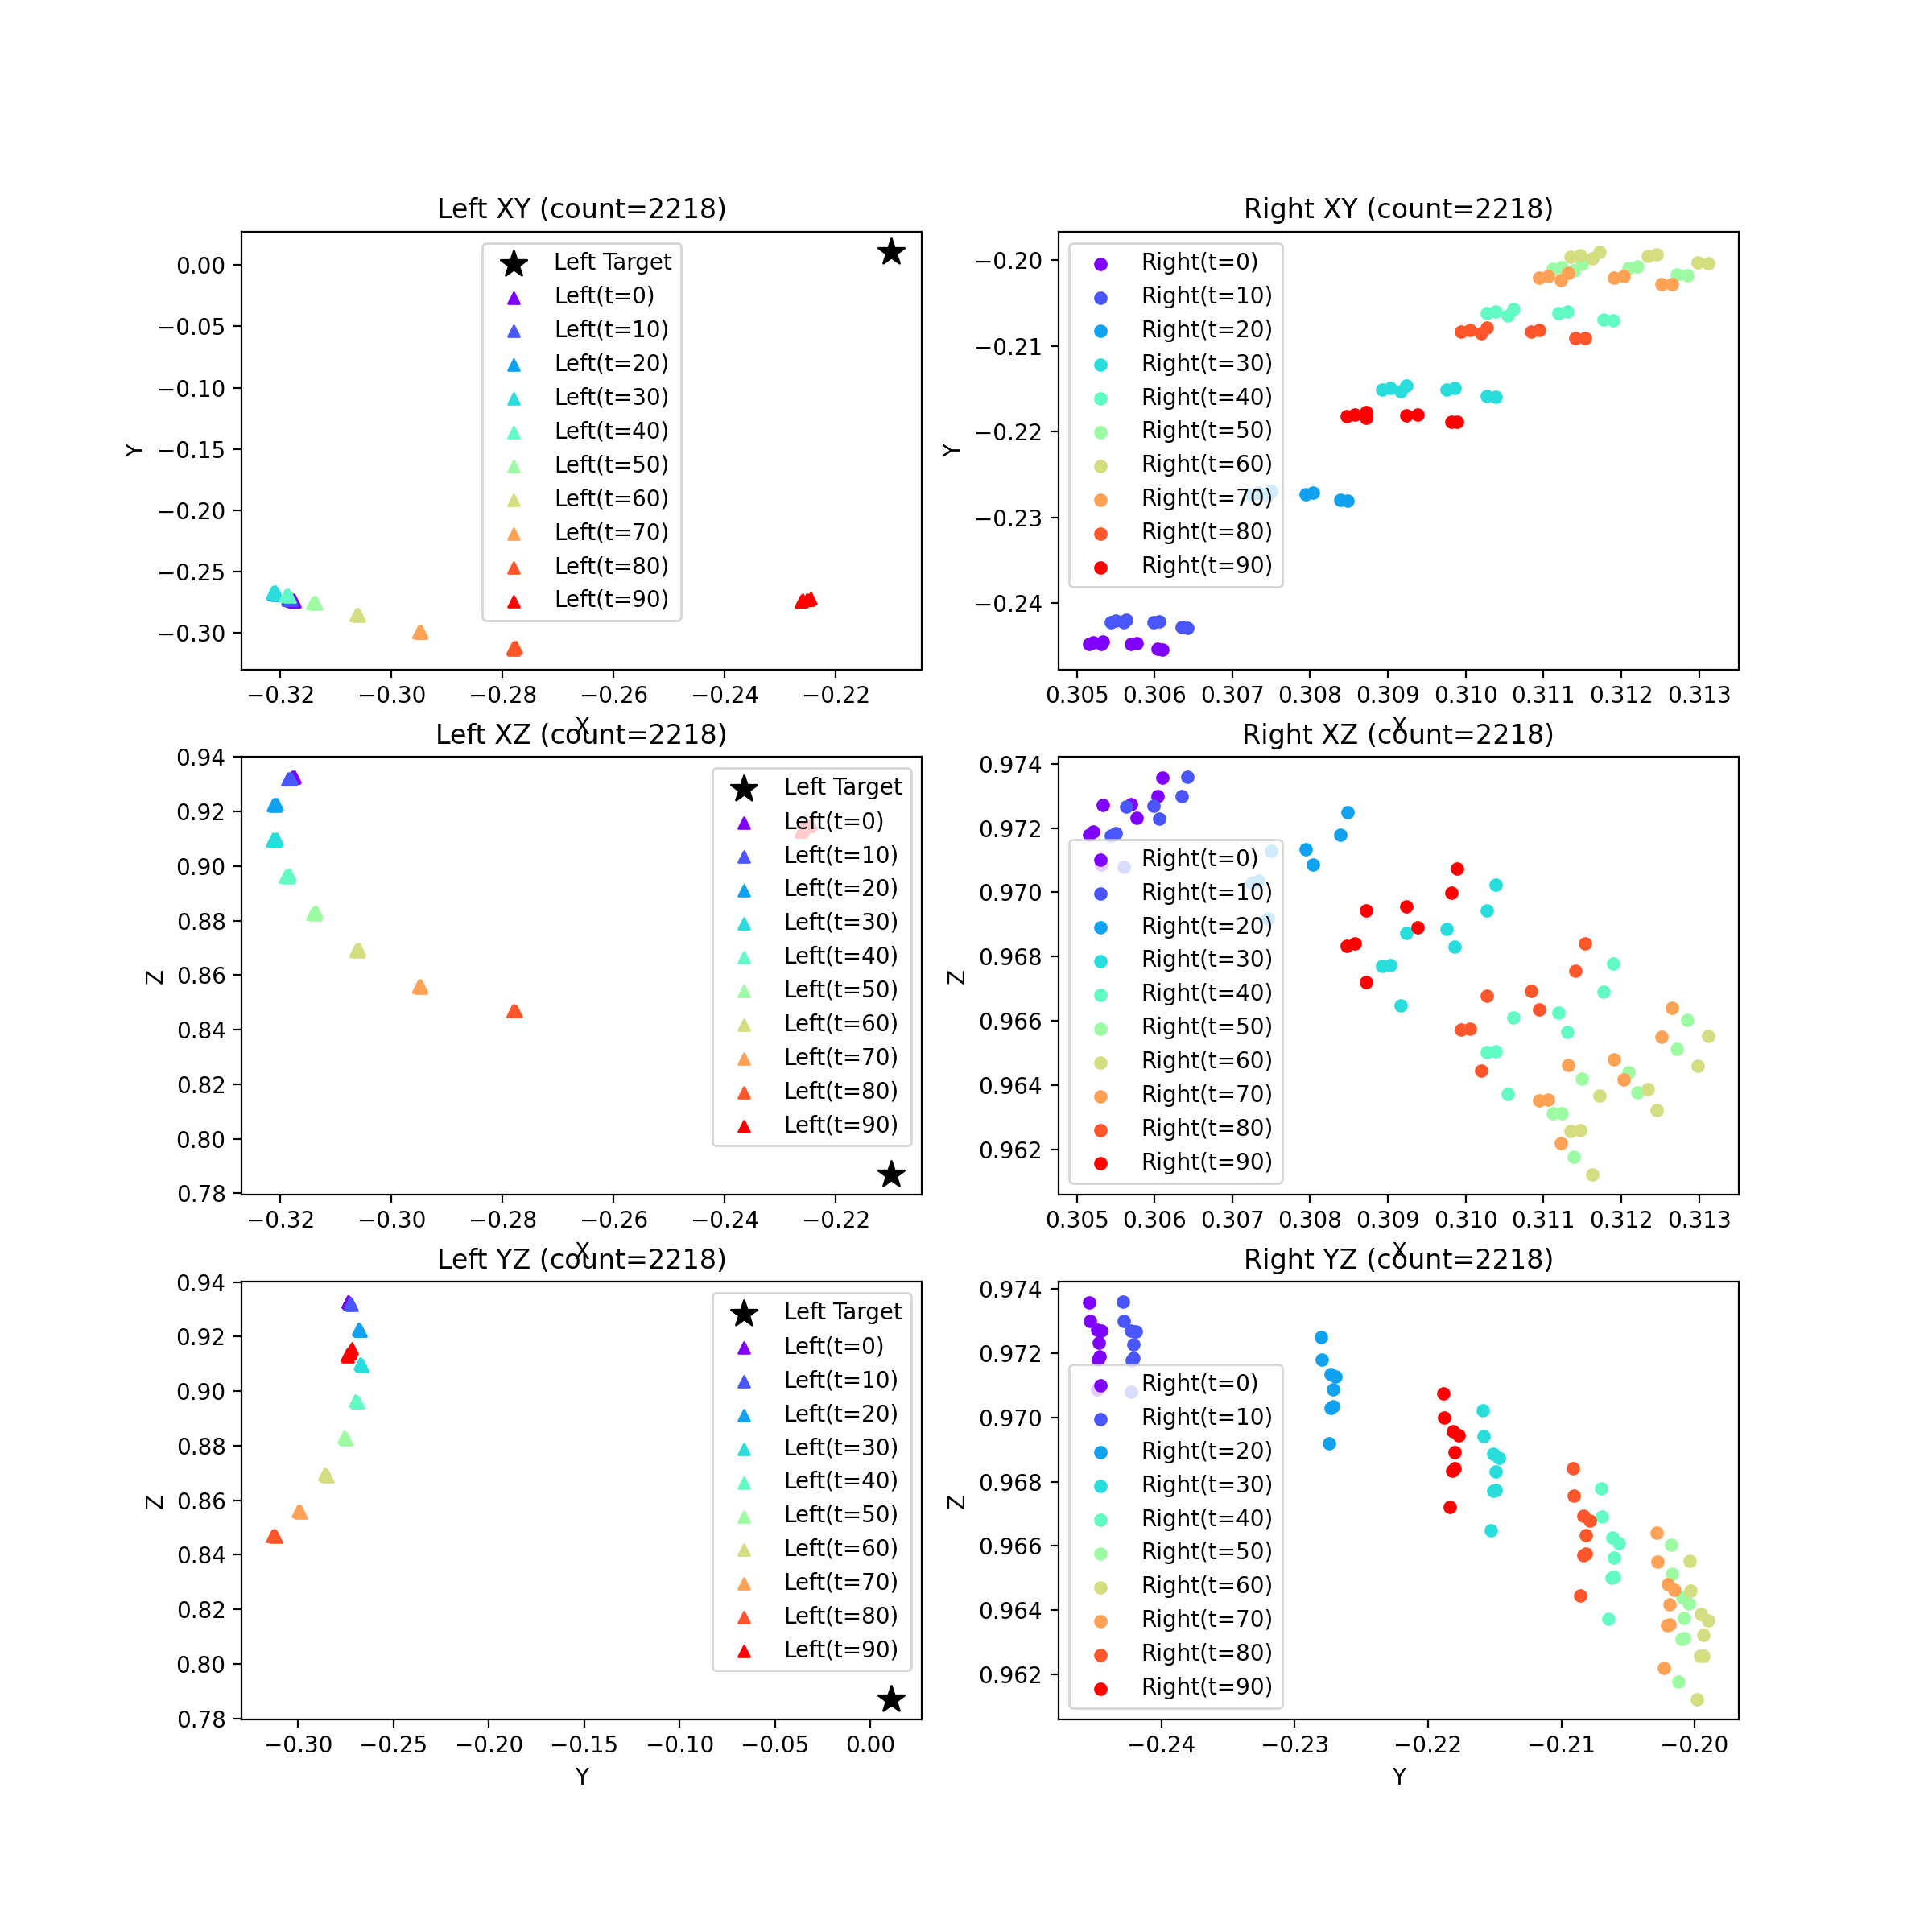 Left XY (count=2218)
0.00
−0.05
−0.10
−0.15
−0.20
−0.25
−0.30
Y
Left Target
Left(t=0)
Left(t=10)
Left(t=20)
Left(t=30)
Left(t=40)
Left(t=50)
Left(t=60)
Left(t=70)
Left(t=80)
Left(t=90)
−0.32 −0.30 −0.28 −0.26 −0.24 −0.22
X
Right XY (count=2218)
−0.20
−0.21
−0.22
−0.23
−0.24
Y
Right(t=0)
Right(t=10)
Right(t=20)
Right(t=30)
Right(t=40)
Right(t=50)
Right(t=60)
Right(t=70)
Right(t=80)
Right(t=90)
0.305 0.306 0.307 0.308 0.309 0.310 0.311 0.312 0.313
X
Left XZ (count=2218)
0.94
0.92
0.90
0.88
0.86
0.84
0.82
0.80
0.78
Z
Left Target
Left(t=0)
Left(t=10)
Left(t=20)
Left(t=30)
Left(t=40)
Left(t=50)
Left(t=60)
Left(t=70)
Left(t=80)
Left(t=90)
−0.32 −0.30 −0.28 −0.26 −0.24 −0.22
X
Right XZ (count=2218)
0.974
0.972
0.970
0.968
0.966
0.964
0.962
Z
Right(t=0)
Right(t=10)
Right(t=20)
Right(t=30)
Right(t=40)
Right(t=50)
Right(t=60)
Right(t=70)
Right(t=80)
Right(t=90)
0.305 0.306 0.307 0.308 0.309 0.310 0.311 0.312 0.313
X
Left YZ (count=2218)
0.94
0.92
0.90
0.88
0.86
0.84
0.82
0.80
0.78
Z
Left Target
Left(t=0)
Left(t=10)
Left(t=20)
Left(t=30)
Left(t=40)
Left(t=50)
Left(t=60)
Left(t=70)
Left(t=80)
Left(t=90)
−0.30 −0.25 −0.20 −0.15 −0.10 −0.05 0.00
Y
Right YZ (count=2218)
0.974
0.972
0.970
0.968
0.966
0.964
0.962
Z
Right(t=0)
Right(t=10)
Right(t=20)
Right(t=30)
Right(t=40)
Right(t=50)
Right(t=60)
Right(t=70)
Right(t=80)
Right(t=90)
−0.24 −0.23 −0.22 −0.21 −0.20
Y